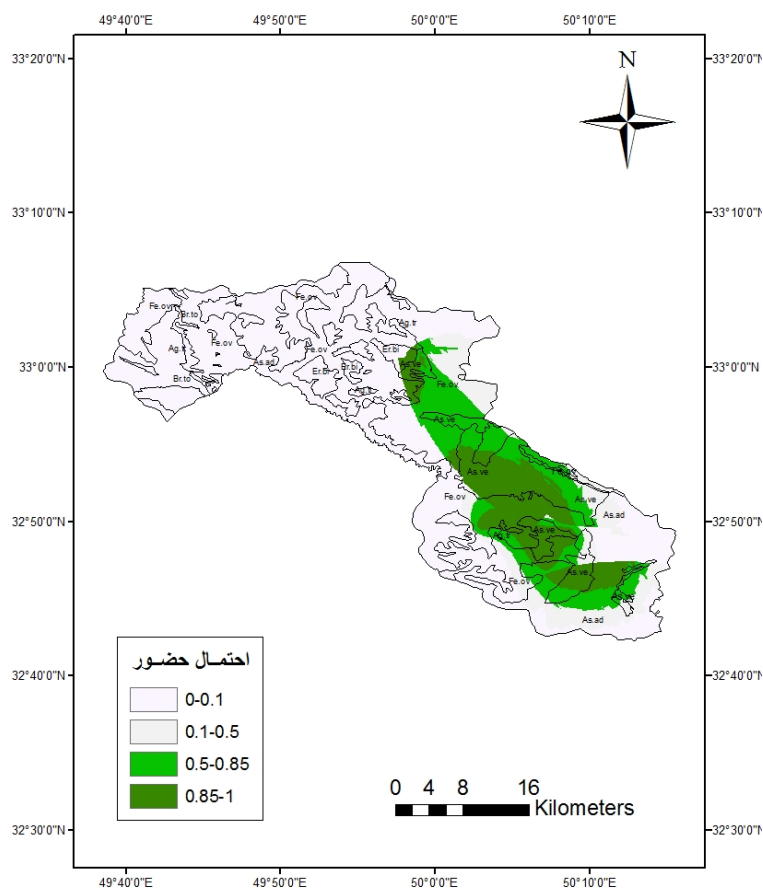 49°40'0"E
49°50'0"E
50°0'0"E
50°10'0"E
33°20'0"N
33°20'0"N
N
33°10'0"N
33°10'0"N
Fe.ov
Fe.ov
Br.to
Ag.tr
Fe.ov
Fe.ov
Er.bi
As.ad
As.ve
Er.bi
Er.bi
33°0'0"N
33°0'0"N
Br.to
Fe.ov
As.ve
As.ve
Fe.ov
As.ve
As.ad
32°50'0"N
32°50'0"N
As.ve
Ag.tr
As.ve
Fe.ov
As.ad
احتمال حضور
32°40'0"N
32°40'0"N
0-0.1
0.1-0.5
0.5-0.85
0.85-1
0 4 8 16
Kilometers
32°30'0"N
32°30'0"N
49°40'0"E
49°50'0"E
50°0'0"E
50°10'0"E